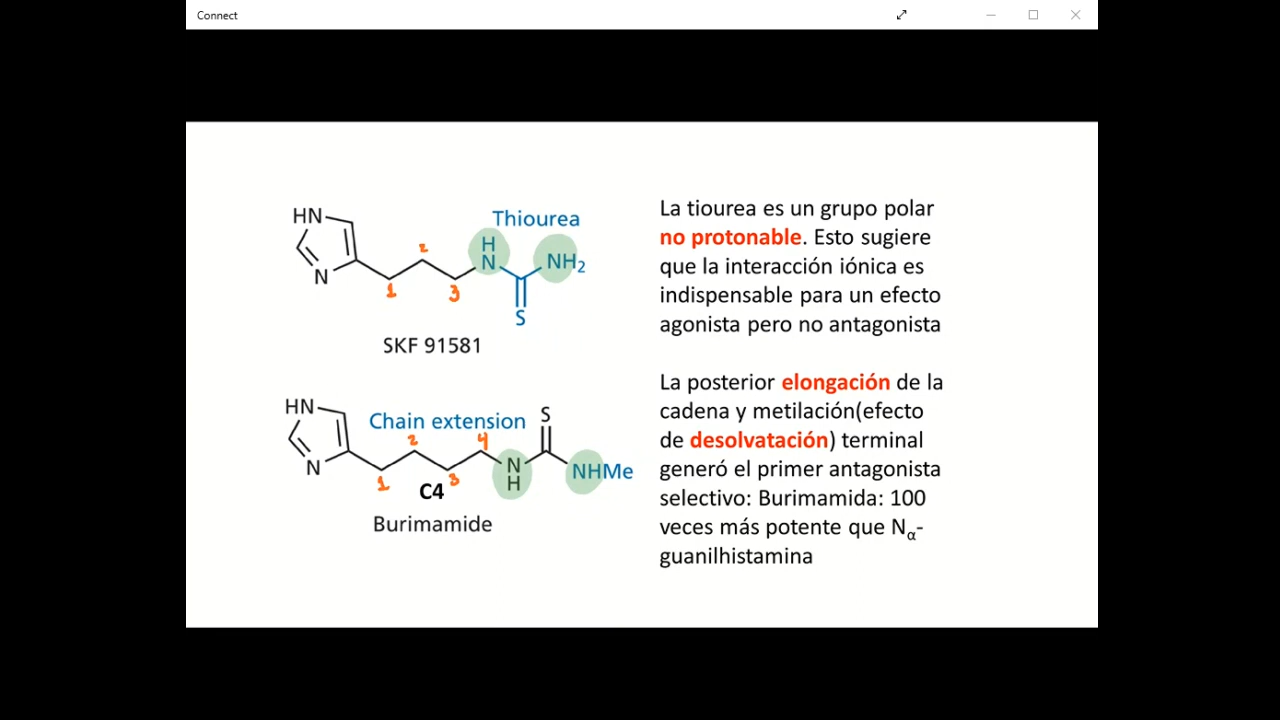 Connect
Thiourea
HN
N
H
N
NH2
S
1
2
3
SKF 91581
La tiourea es un grupo polar
no protonable. Esto sugiere
que la interacción iónica es
indispensable para un efecto
agonista pero no antagonista
HN
N
Chain extension
S
N
H
NHMe
1
2
3
4
C4
Burimamide
La posterior elongación de la
cadena y metilación(efecto
de desolvatación) terminal
generó el primer antagonista
selectivo: Burimamida: 100
veces más potente que Nα-
guanilhistamina